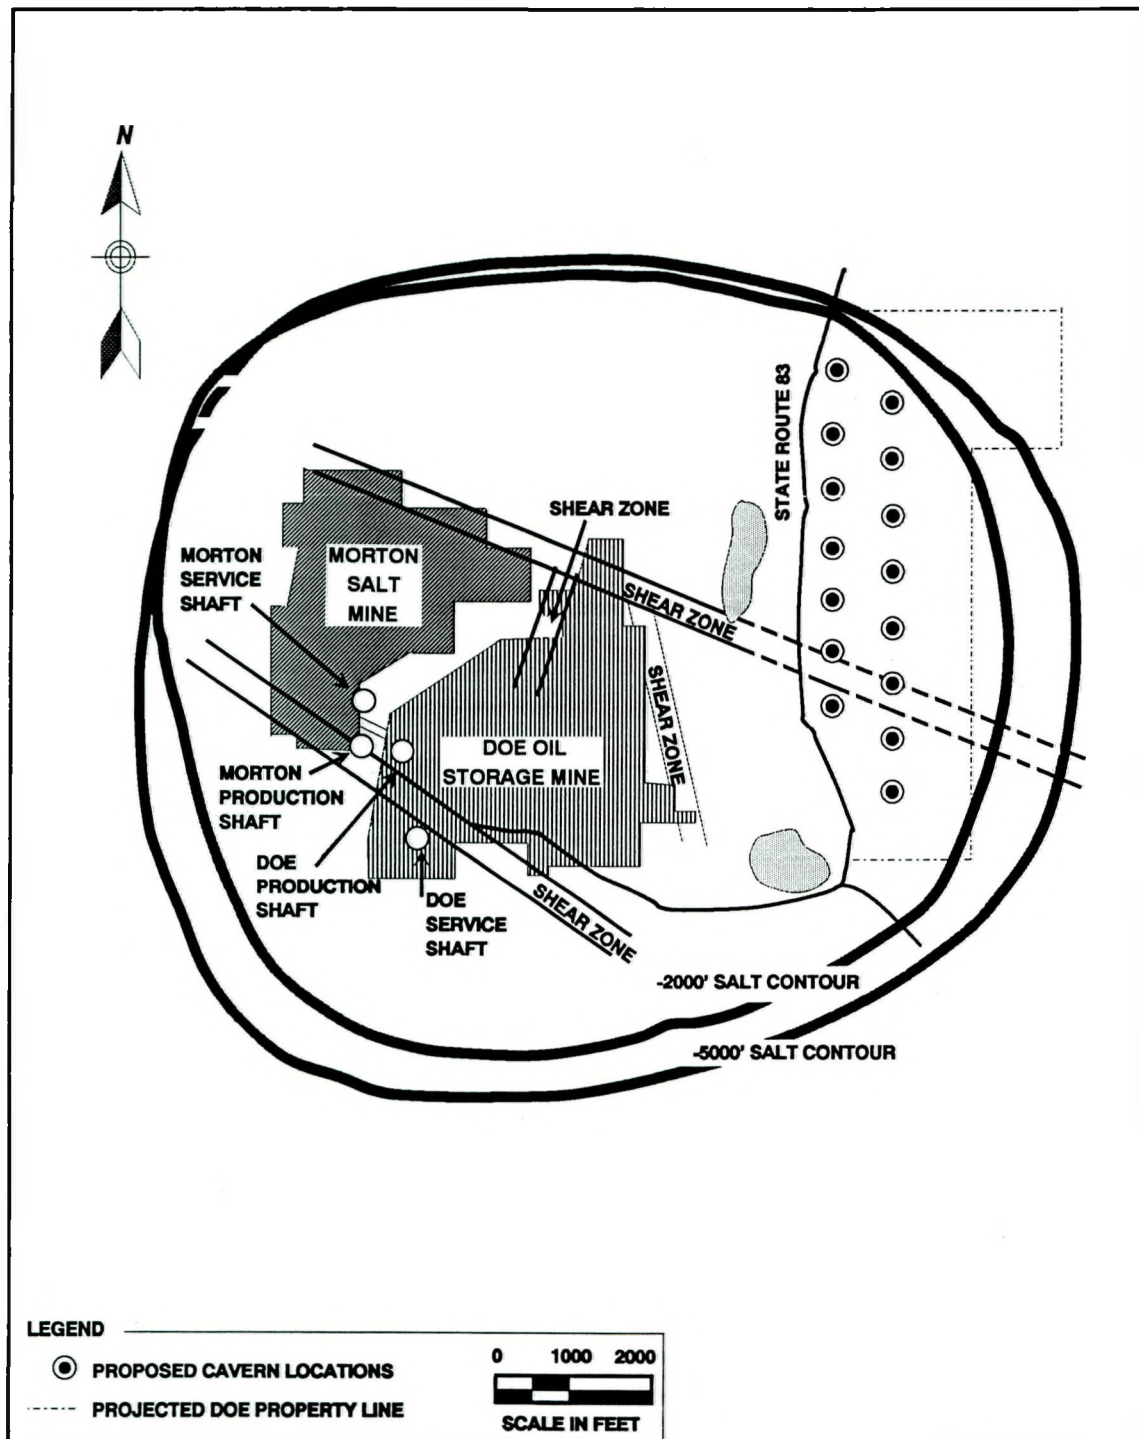 N
STATE ROUTE 83
SHEAR ZONE
MORTON
SERVICE
SHAFT
MORTON
SALT
MINE
SHEAR ZONE
SHEAR ZONE
DOE OIL
STORAGE MINE
MORTON
PRODUCTION
SHAFT
DOE
PRODUCTION
SHAFT
DOE
SERVICE
SHAFT
SHEAR ZONE
-2000' SALT CONTOUR
-5000' SALT CONTOUR
LEGEND
PROPOSED CAVERN LOCATIONS
PROJECTED DOE PROPERTY LINE
0 1000 2000
SCALE IN FEET